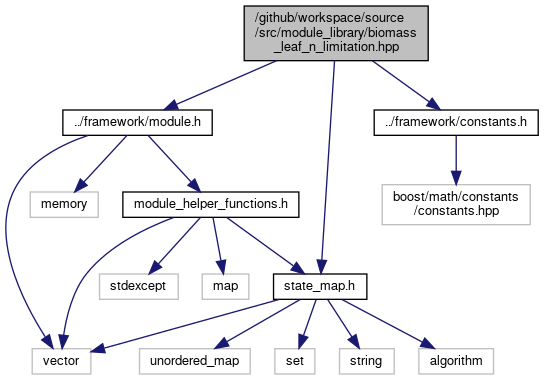 /github/workspace/source
/src/module_library/biomass
_leaf_n_limitation.hpp
../framework/module.h
../framework/constants.h
memory
module_helper_functions.h
boost/math/constants
/constants.hpp
stdexcept
map
state_map.h
vector
unordered_map
set
string
algorithm